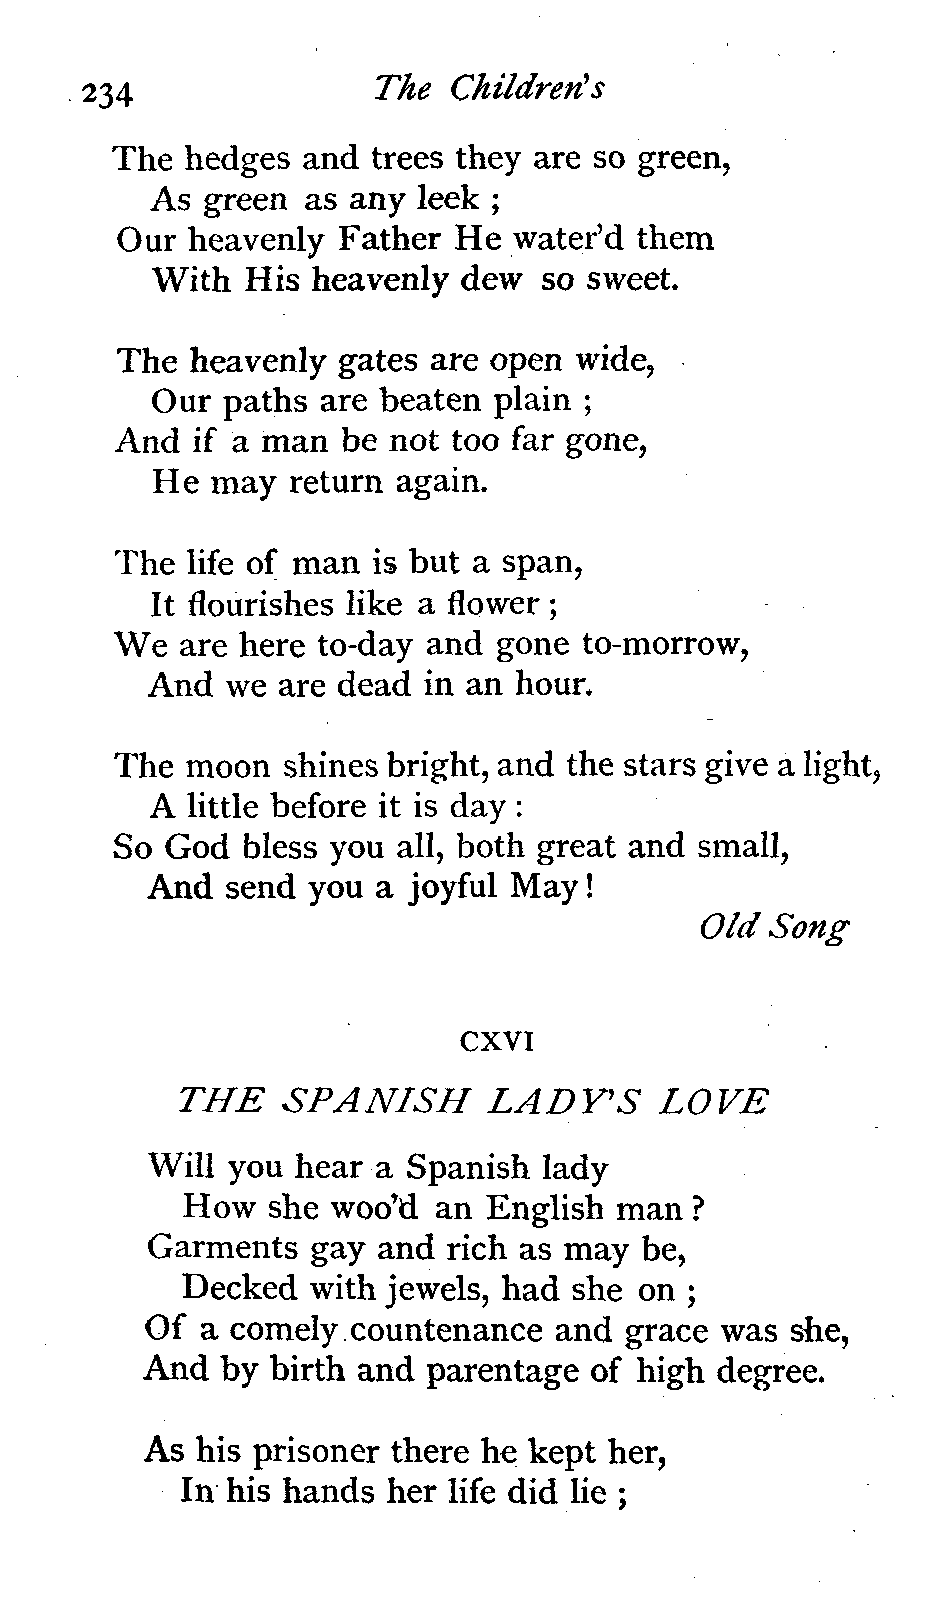 234 The Children's
The hedges and trees they are so green,
As green as any leek ;
Our heavenly Father He water'd them
With His heavenly dew so sweet.
The heavenly gates are open wide,
Our paths are beaten plain ;
And if a man be not too far gone,
He may return again.
The life of man is but a span,
It flourishes like a flower ;
We are here to-day and gone to-morrow,
And we are dead in an hour.
The moon shines bright, and the stars give a light,
A little before it is day :
So God bless you all, both great and small,
And send you a joyful May !
Old Song
CXVI
THE SPANISH LADY'S LOVE
Will you hear a Spanish lady
How she woo'd an English man ?
Garments gay and rich as may be,
Decked with jewels, had she on ;
Of a comely countenance and grace was she,
And by birth and parentage of high degree.
As his prisoner there he kept her,
In his hands her life did lie ;